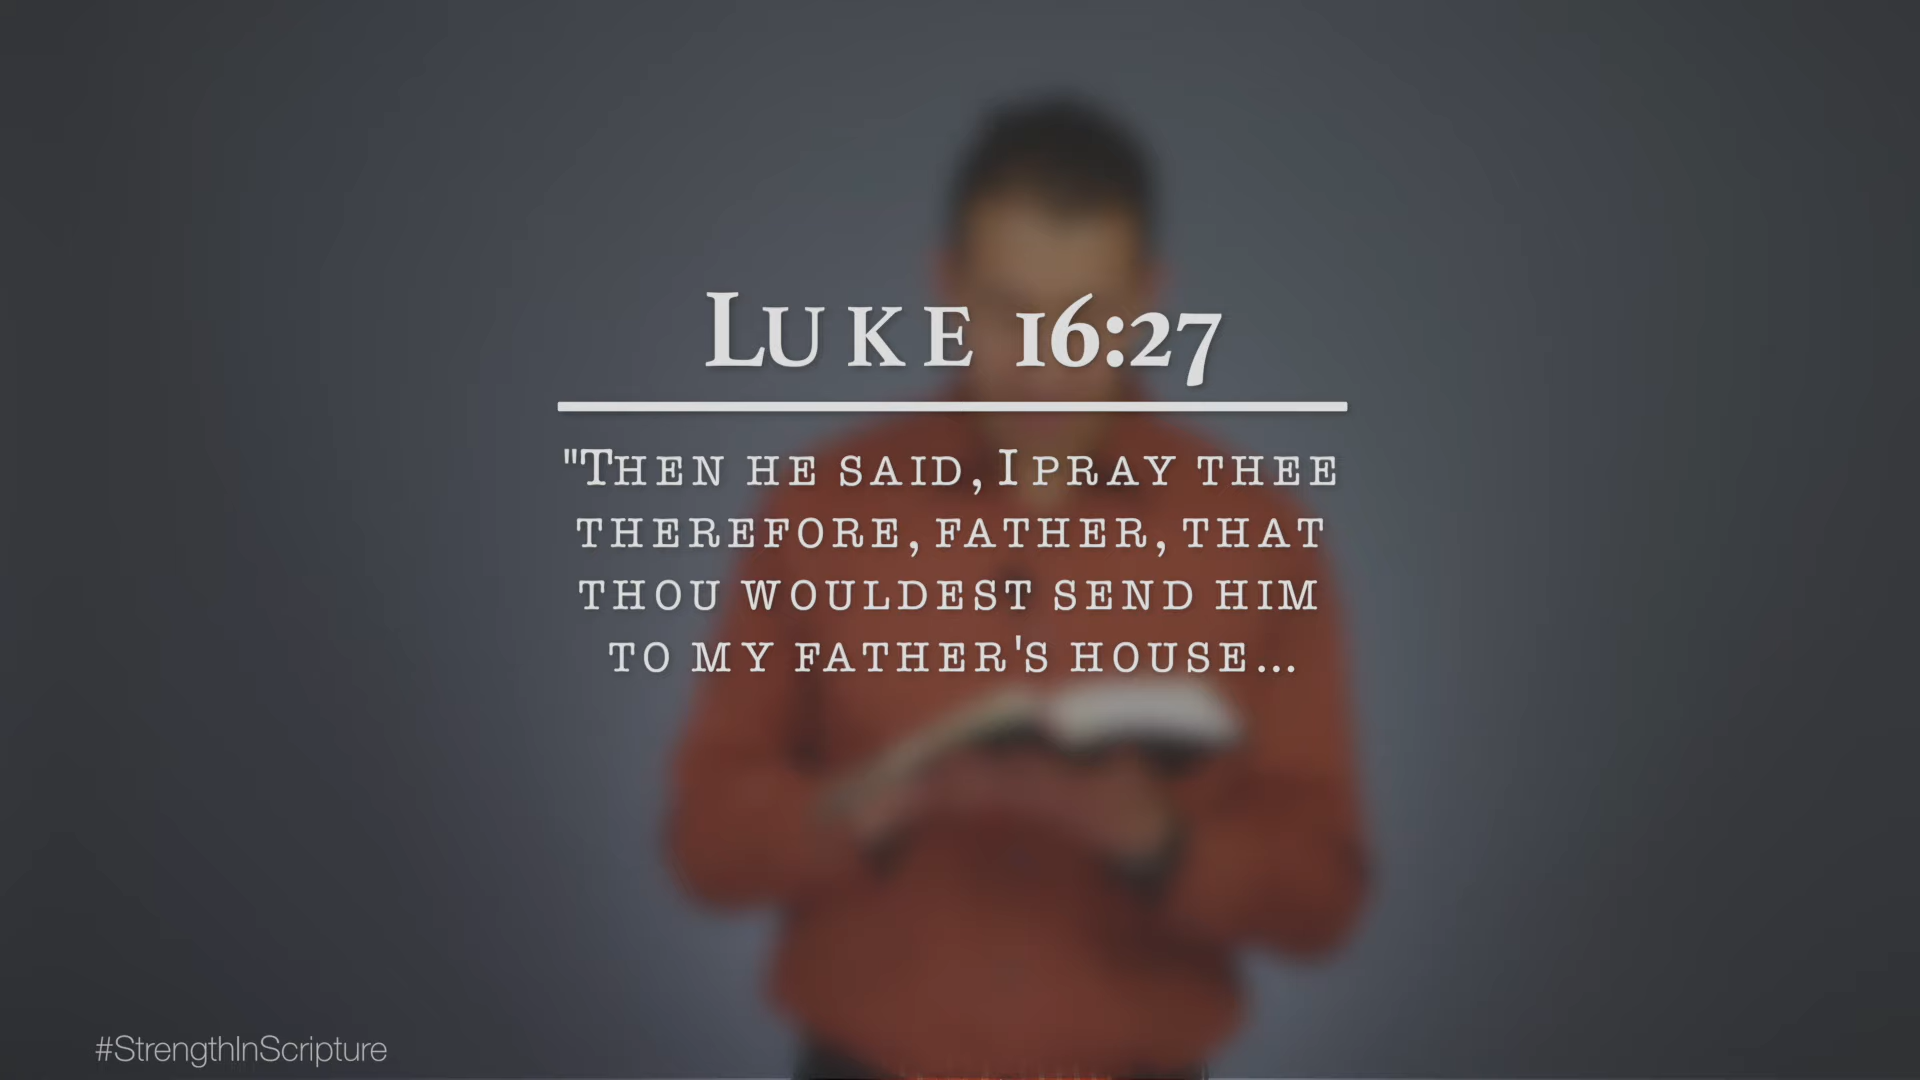 Luke 16:27
"Then he said, I pray thee
therefore, father, that
thou wouldest send him
to my father's house...
#StrengthInScripture